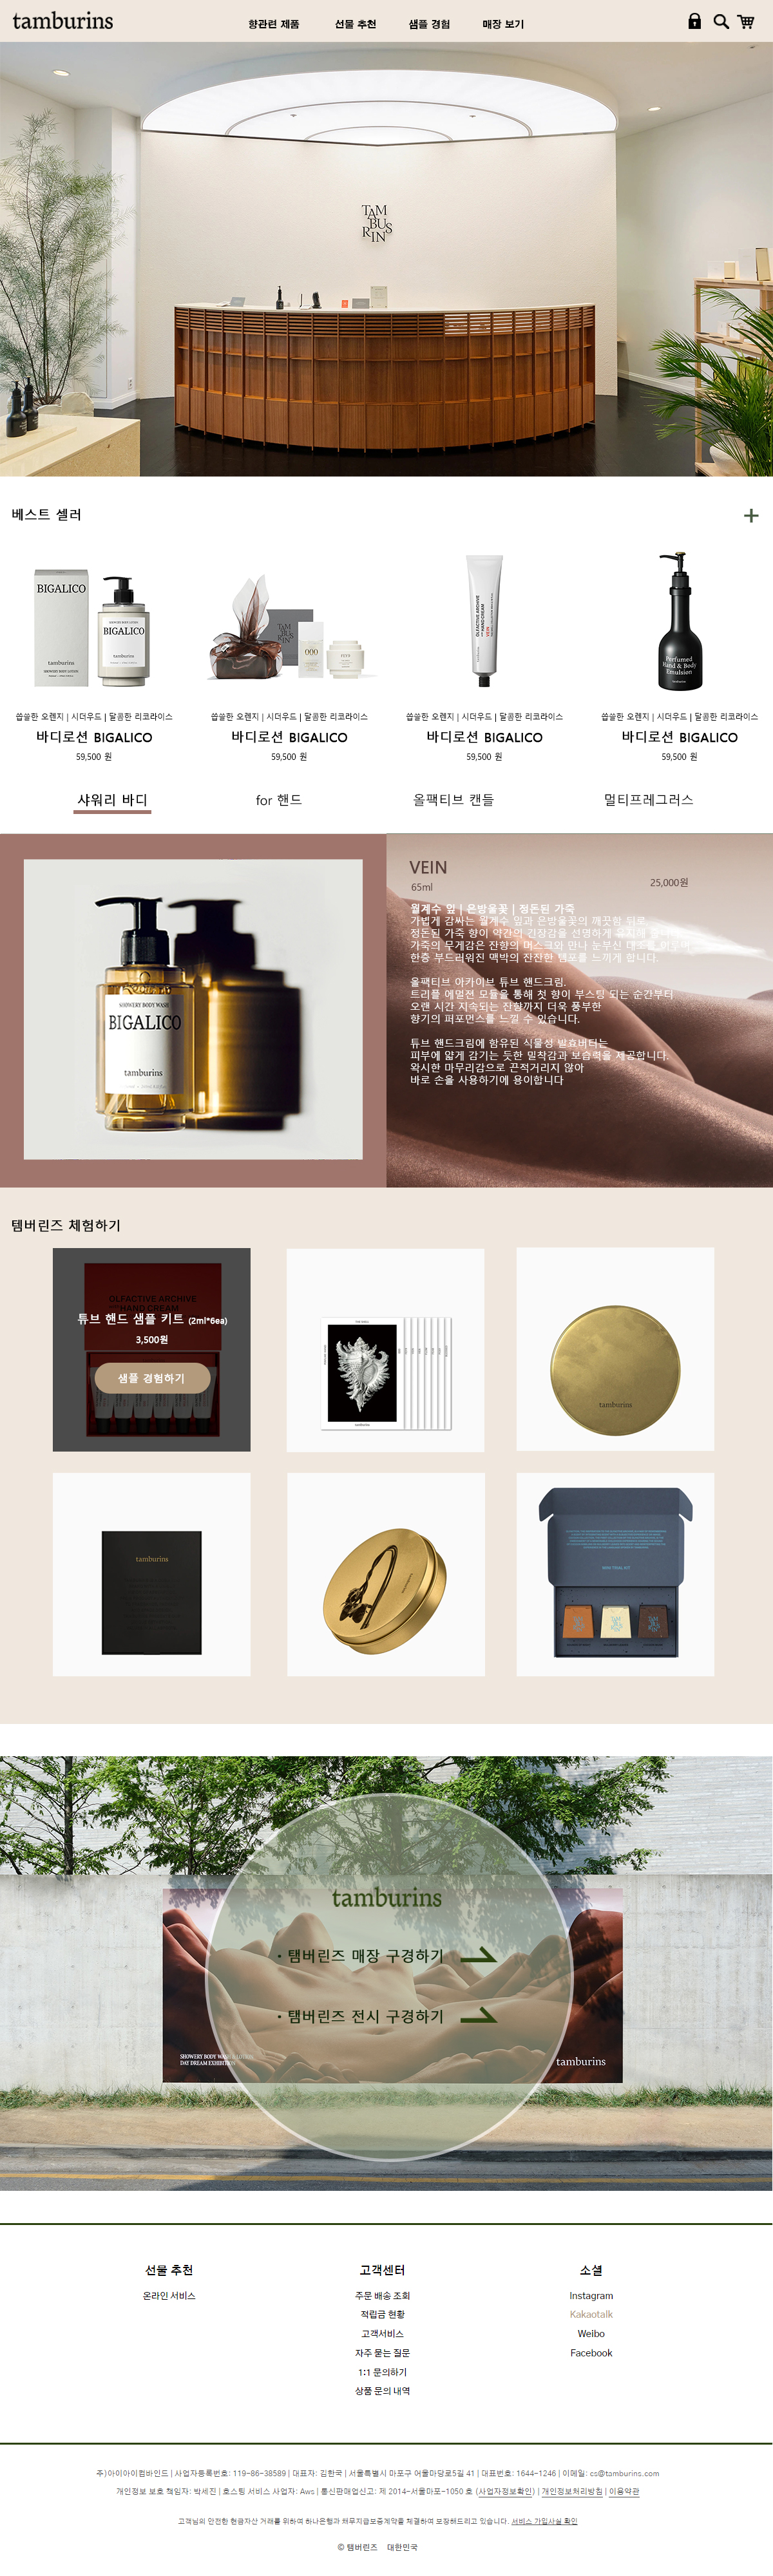 tamburins
향관련 제품 선물 추천 샘플 경험 매장 보기
TAM
BUS
RIN
베스트 셀러
BIGALICO
SHOWERY BODY LOTION
BIGALICO
tamburins
tamburins
000
OLFACTIVE ARCHIVE
HAND CREAM
VEIN
Perfumed
Hand & Body
Emulsion
tamburins
씁쓸한 오렌지 | 시더우드 | 달콤한 리코라이스
바디로션 BIGALICO
59,500 원
씁쓸한 오렌지 | 시더우드 | 달콤한 리코라이스
바디로션 BIGALICO
59,500 원
씁쓸한 오렌지 | 시더우드 | 달콤한 리코라이스
바디로션 BIGALICO
59,500 원
씁쓸한 오렌지 | 시더우드 | 달콤한 리코라이스
바디로션 BIGALICO
59,500 원
샤워리 바디 for 핸드 올팩티브 캔들 멀티프레그러스
SHOWERY BODY WASH
BIGALICO
tamburins
VEIN
65ml
25,000원
월계수 잎 | 은방울꽃 | 정돈된 가죽
가볍게 감싸는 월계수 잎과 은방울꽃의 깨끗함 뒤로,
정돈된 가죽 향이 약간의 긴장감을 선명하게
가죽의 무게감은 잔향의 머스크와 만나 눈부신
한층 부드러워진 맥박의 잔잔한 템포를 느끼게 합니다.
올팩티브 아카이브 튜브 핸드크림.
트리플 에멀젼 모듈을 통해 첫 향이 부스팅 되는 순간부터
오랜 시간 지속되는 잔향까지 더욱 풍부한
향기의 퍼포먼스를 느낄 수 있습니다.
튜브 핸드크림에 함유된 식물성 발효버터는
피부에 얇게 감기는 듯한 밀착감과 보습력을 제공합니다.
왁시한 마무리감으로 끈적거리지 않아
바로 손을 사용하기에 용이합니다
템버린즈 체험하기
OLFACTIVE ARCHIVE
HAND CREAM
튜브 핸드 샘플 키트 (2ml*6ea)
3,500원
샘플 경험하기
tamburins
tamburins
tamburins
MINI TRIAL KIT
tamburins
· 탬버린즈 매장 구경하기
· 탬버린즈 전시 구경하기
SHOWERY BODY WASH & LOTION
DAY DREAM EXHIBITION
tamburins
선물 추천
온라인 서비스
고객센터
주문 배송 조회
적립금 현황
고객서비스
자주 묻는 질문
1:1 문의하기
상품 문의 내역
소셜
Instagram
Kakaotalk
Weibo
Facebook
주)아이아이컴바인드 | 사업자등록번호: 119-86-38589 | 대표자: 김한국 | 서울특별시 마포구 어울마당로5길 41 | 대표번호: 1644-1246 | 이메일: cs@tamburins.com
개인정보 보호 책임자: 박세진 | 호스팅 서비스 사업자: Aws | 통신판매업신고: 제 2014-서울마포-1050 호 (사업자정보확인) | 개인정보처리방침 | 이용약관
고객님의 안전한 현금자산 거래를 위하여 하나은행과 채무지급보증계약을 체결하여 보장해드리고 있습니다. 서비스 가입사실 확인
© 템버린즈 대한민국